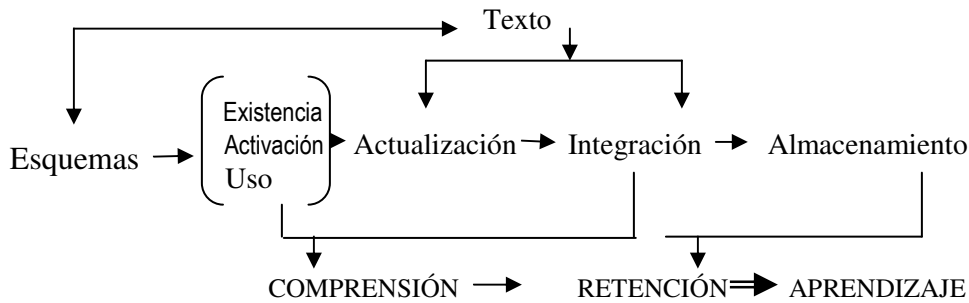 Texto
Existencia
Activación
Uso
Esquemas
Actualización
Integración
Almacenamiento
COMPRENSIÓN
RETENCIÓN
APRENDIZAJE